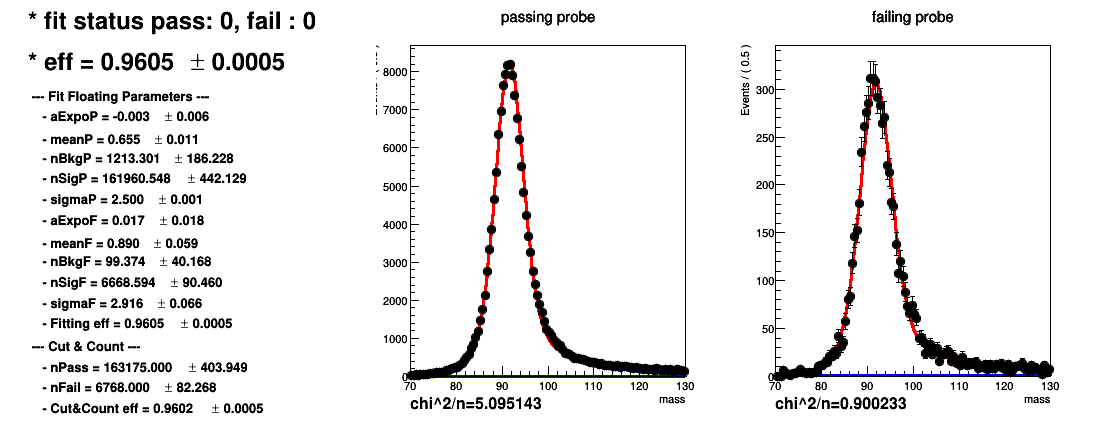 * fit status pass: 0, fail : 0
* eff = 0.9605 ± 0.0005
--- Fit Floating Parameters ---
- aExpoP = -0.003 ± 0.006
- meanP = 0.655 ± 0.011
- nBkgP = 1213.301 ± 186.228
- nSigP = 161960.548 ± 442.129
- sigmaP = 2.500 ± 0.001
- aExpoF = 0.017 ± 0.018
- meanF = 0.890 ± 0.059
- nBkgF = 99.374 ± 40.168
- nSigF = 6668.594 ± 90.460
- sigmaF = 2.916 ± 0.066
- Fitting eff = 0.9605 ± 0.0005
--- Cut & Count ---
- nPass = 163175.000 ± 403.949
- nFail = 6768.000 ± 82.268
- Cut&Count eff = 0.9602 ± 0.0005
passing probe
8000
7000
6000
5000
4000
3000
2000
1000
0
70 80 90 100 110 120 130
mass
chi^2/n=5.095143
failing probe
Events / ( 0.5 )
300
250
200
150
100
50
0
70 80 90 100 110 120 130
mass
chi^2/n=0.900233